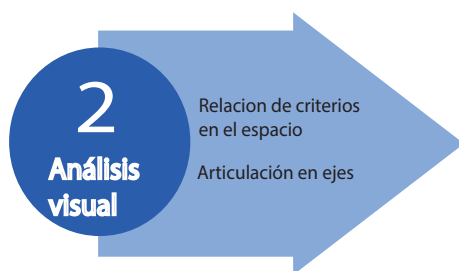 2
Análisis
visual
Relacion de criterios
en el espacio
Articulación en ejes